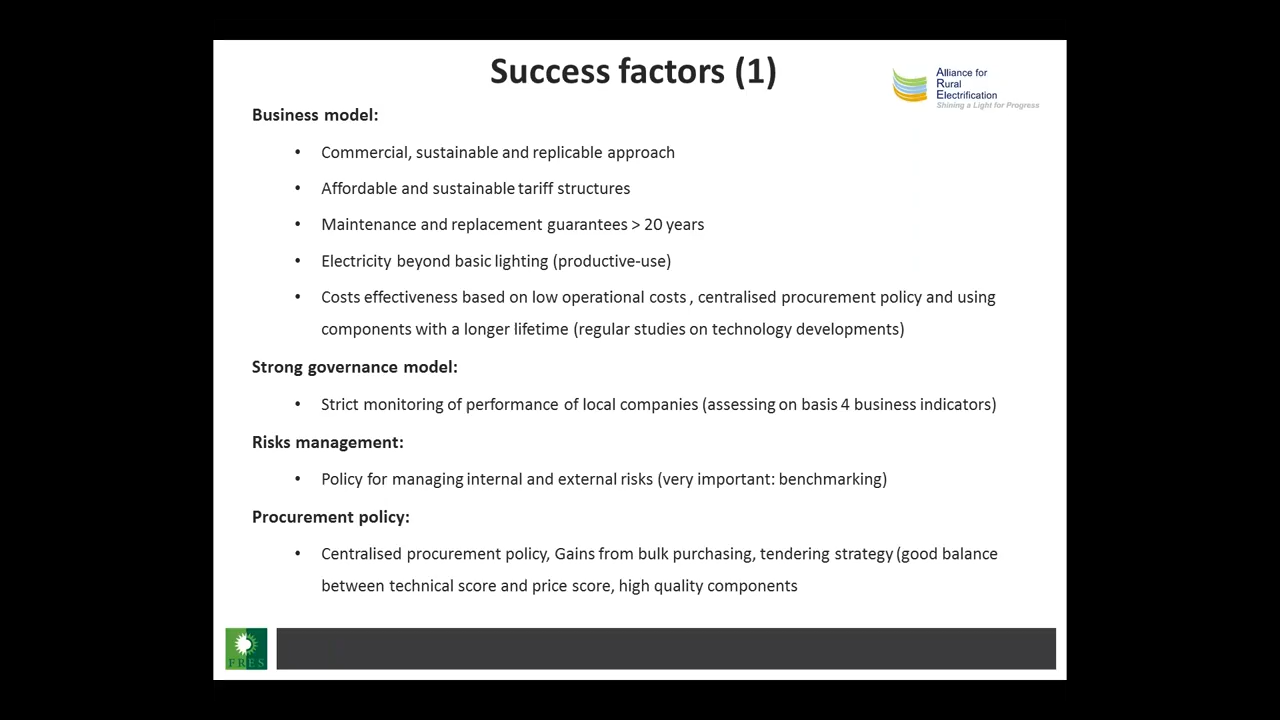 Success factors (1)
Alliance for
Rural
Electrification
Shining a Light for Progress
Business model:
• Commercial, sustainable and replicable approach
• Affordable and sustainable tariff structures
• Maintenance and replacement guarantees > 20 years
• Electricity beyond basic lighting (productive-use)
• Costs effectiveness based on low operational costs , centralised procurement policy and using
components with a longer lifetime (regular studies on technology developments)
Strong governance model:
• Strict monitoring of performance of local companies (assessing on basis 4 business indicators)
Risks management:
• Policy for managing internal and external risks (very important: benchmarking)
Procurement policy:
• Centralised procurement policy, Gains from bulk purchasing, tendering strategy (good balance
between technical score and price score, high quality components
FRES